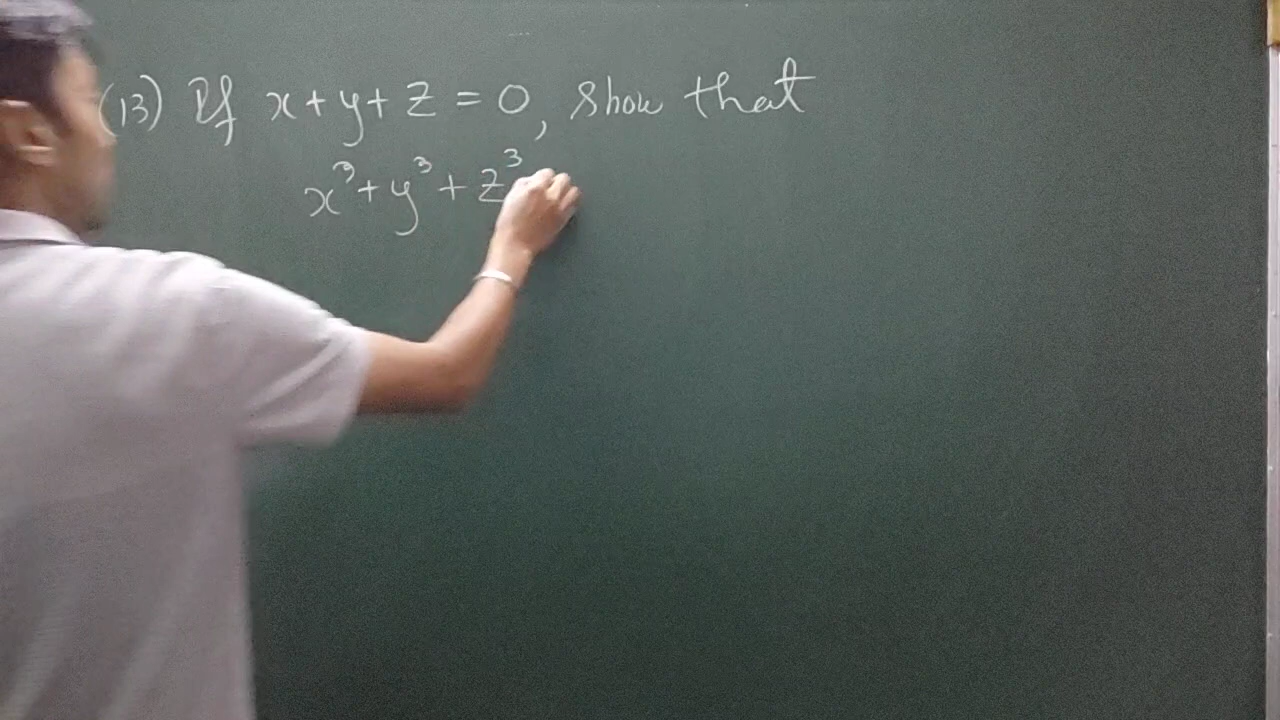 (13) If x+y+z = 0, show that
x³+y³+z³